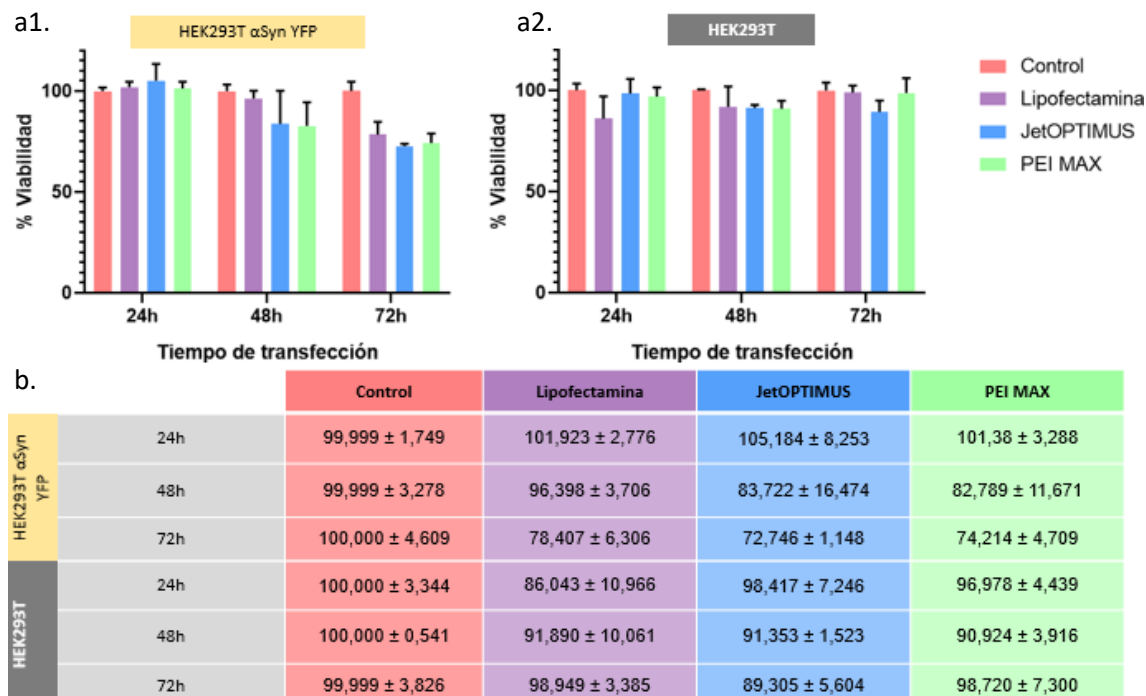 a1.
HEK293T αSyn YFP
a2.
HEK293T
% Viabilidad
100
50
0
24h
48h
72h
Tiempo de transfección
% Viabilidad
100
50
0
24h
48h
72h
Tiempo de transfección
Control
Lipofectamina
JetOPTIMUS
PEI MAX
b.
Control Lipofectamina JetOPTIMUS PEI MAX
HEK293T αSyn
YFP
24h 99,999 ± 1,749 101,923 ± 2,776 105,184 ± 8,253 101,38 ± 3,288
48h 99,999 ± 3,278 96,398 ± 3,706 83,722 ± 16,474 82,789 ± 11,671
72h 100,000 ± 4,609 78,407 ± 6,306 72,746 ± 1,148 74,214 ± 4,709
HEK293T
24h 100,000 ± 3,344 86,043 ± 10,966 98,417 ± 7,246 96,978 ± 4,439
48h 100,000 ± 0,541 91,890 ± 10,061 91,353 ± 1,523 90,924 ± 3,916
72h 99,999 ± 3,826 98,949 ± 3,385 89,305 ± 5,604 98,720 ± 7,300